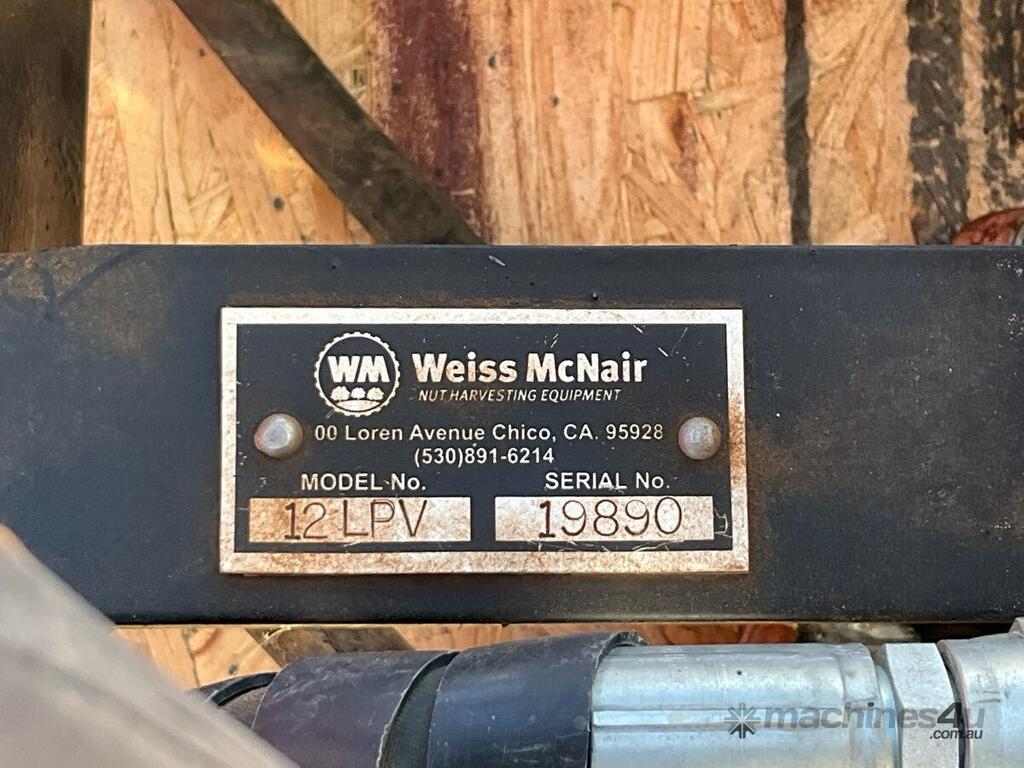 WM Weiss McNair
NUT HARVESTING EQUIPMENT
00 Loren Avenue Chico, CA. 95928
(530)891-6214
MODEL No. SERIAL No.
12 LPV 19890
machines4u
.com.au